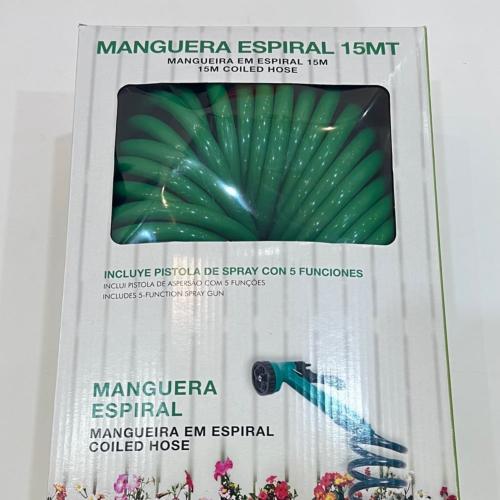 MANGUERA ESPIRAL 15MT
MANGUEIRA EM ESPIRAL 15M
15M COILED HOSE
INCLUYE PISTOLA DE SPRAY CON 5 FUNCIONES
INCLUI PISTOLA DE ASPERSÃO COM 5 FUNÇÕES
INCLUDES 5-FUNCTION SPRAY GUN
MANGUERA
ESPIRAL
MANGUEIRA EM ESPIRAL
COILED HOSE